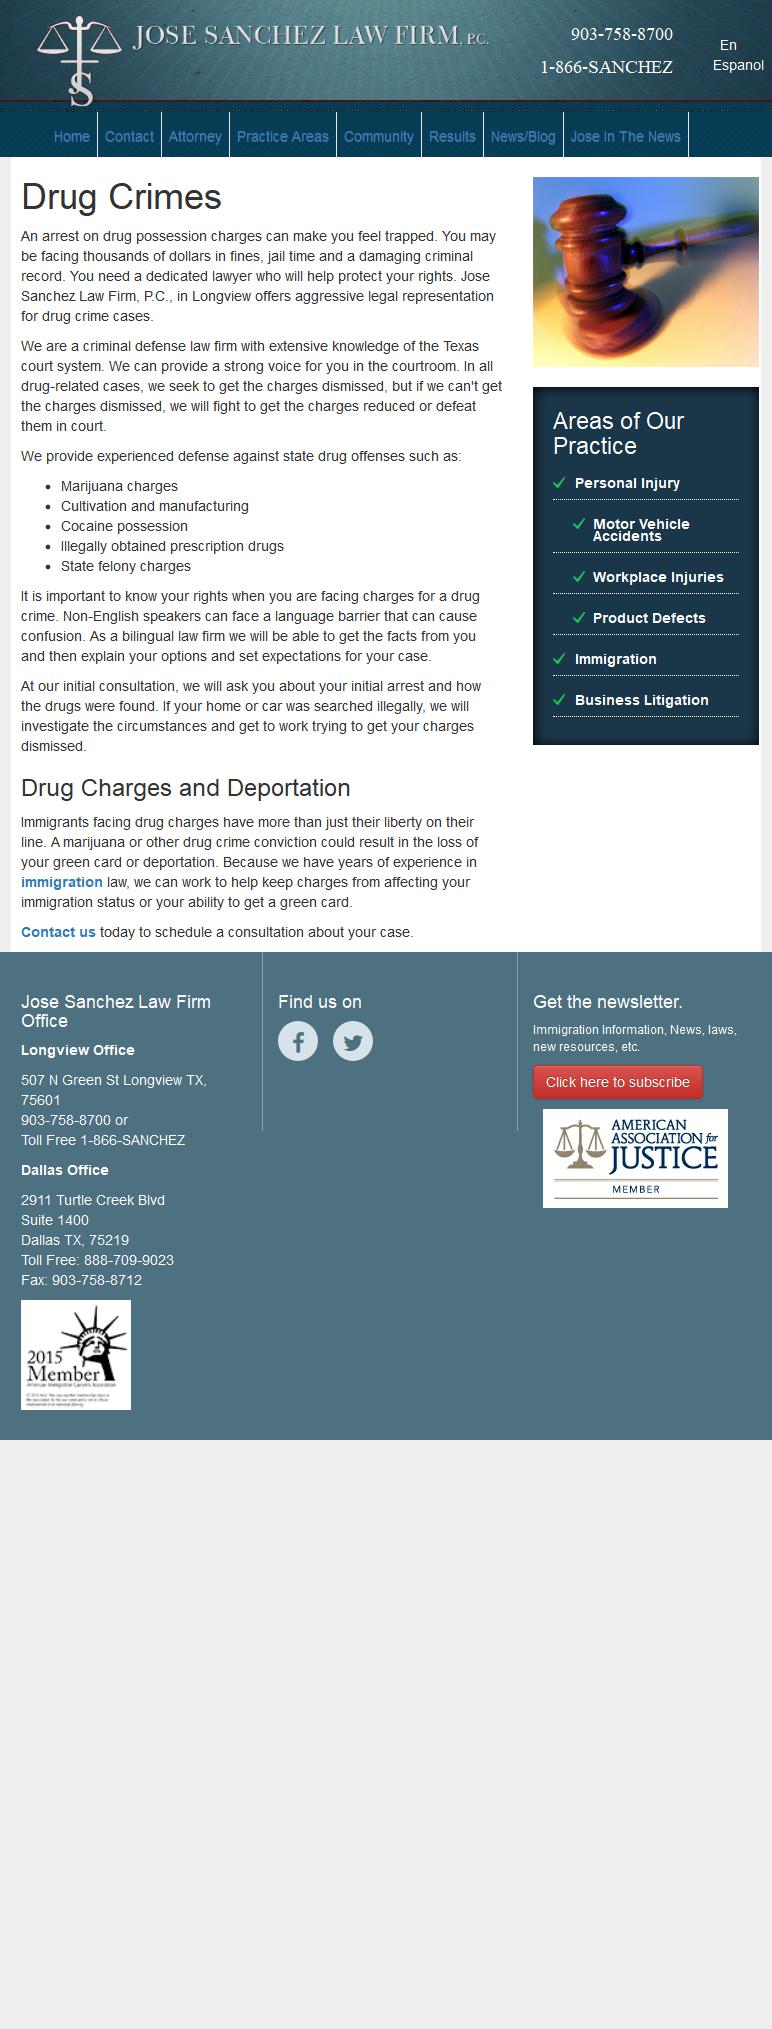 JOSE SANCHEZ LAW FIRM, P.C.
903-758-8700
1-866-SANCHEZ
En
Espanol
Home
Contact
Attorney
Practice Areas
Community
Results
News/Blog
Jose In The News
Drug Crimes
An arrest on drug possession charges can make you feel trapped. You may
be facing thousands of dollars in fines, jail time and a damaging criminal
record. You need a dedicated lawyer who will help protect your rights. Jose
Sanchez Law Firm, P.C., in Longview offers aggressive legal representation
for drug crime cases.
We are a criminal defense law firm with extensive knowledge of the Texas
court system. We can provide a strong voice for you in the courtroom. In all
drug-related cases, we seek to get the charges dismissed, but if we can't get
the charges dismissed, we will fight to get the charges reduced or defeat
them in court.
We provide experienced defense against state drug offenses such as:
Marijuana charges
Cultivation and manufacturing
Cocaine possession
Illegally obtained prescription drugs
State felony charges
It is important to know your rights when you are facing charges for a drug
crime. Non-English speakers can face a language barrier that can cause
confusion. As a bilingual law firm we will be able to get the facts from you
and then explain your options and set expectations for your case.
At our initial consultation, we will ask you about your initial arrest and how
the drugs were found. If your home or car was searched illegally, we will
investigate the circumstances and get to work trying to get your charges
dismissed.
Drug Charges and Deportation
Immigrants facing drug charges have more than just their liberty on their
line. A marijuana or other drug crime conviction could result in the loss of
your green card or deportation. Because we have years of experience in
immigration law, we can work to help keep charges from affecting your
immigration status or your ability to get a green card.
Contact us today to schedule a consultation about your case.
Areas of Our
Practice
Personal Injury
Motor Vehicle
Accidents
Workplace Injuries
Product Defects
Immigration
Business Litigation
Jose Sanchez Law Firm
Office
Longview Office
507 N Green St Longview TX,
75601
903-758-8700 or
Toll Free 1-866-SANCHEZ
Dallas Office
2911 Turtle Creek Blvd
Suite 1400
Dallas TX, 75219
Toll Free: 888-709-9023
Fax: 903-758-8712
2015
Member
American Immigration Lawyers Association
Find us on
Get the newsletter.
Immigration Information, News, laws,
new resources, etc.
Click here to subscribe
AMERICAN
ASSOCIATION for
JUSTICE
MEMBER